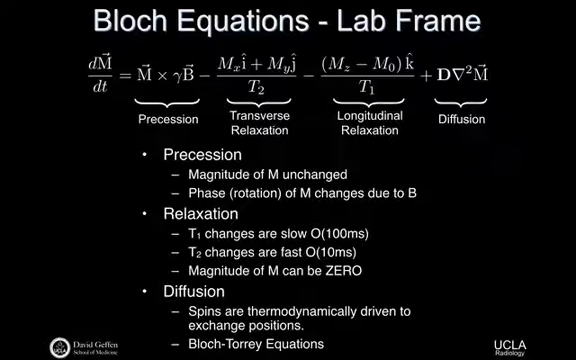 Bloch Equations - Lab Frame
dM⃗/dt = M⃗ × γB⃗ − (Mₓî + Mᵧĵ)/T₂ − (M_z − M₀)k̂/T₁ + D∇²M⃗
Precession Transverse Relaxation Longitudinal Relaxation Diffusion
• Precession
– Magnitude of M unchanged
– Phase (rotation) of M changes due to B
• Relaxation
– T₁ changes are slow O(100ms)
– T₂ changes are fast O(10ms)
– Magnitude of M can be ZERO
• Diffusion
– Spins are thermodynamically driven to
exchange positions.
– Bloch-Torrey Equations
UCLA
David Geffen
School of Medicine
UCLA
Radiology